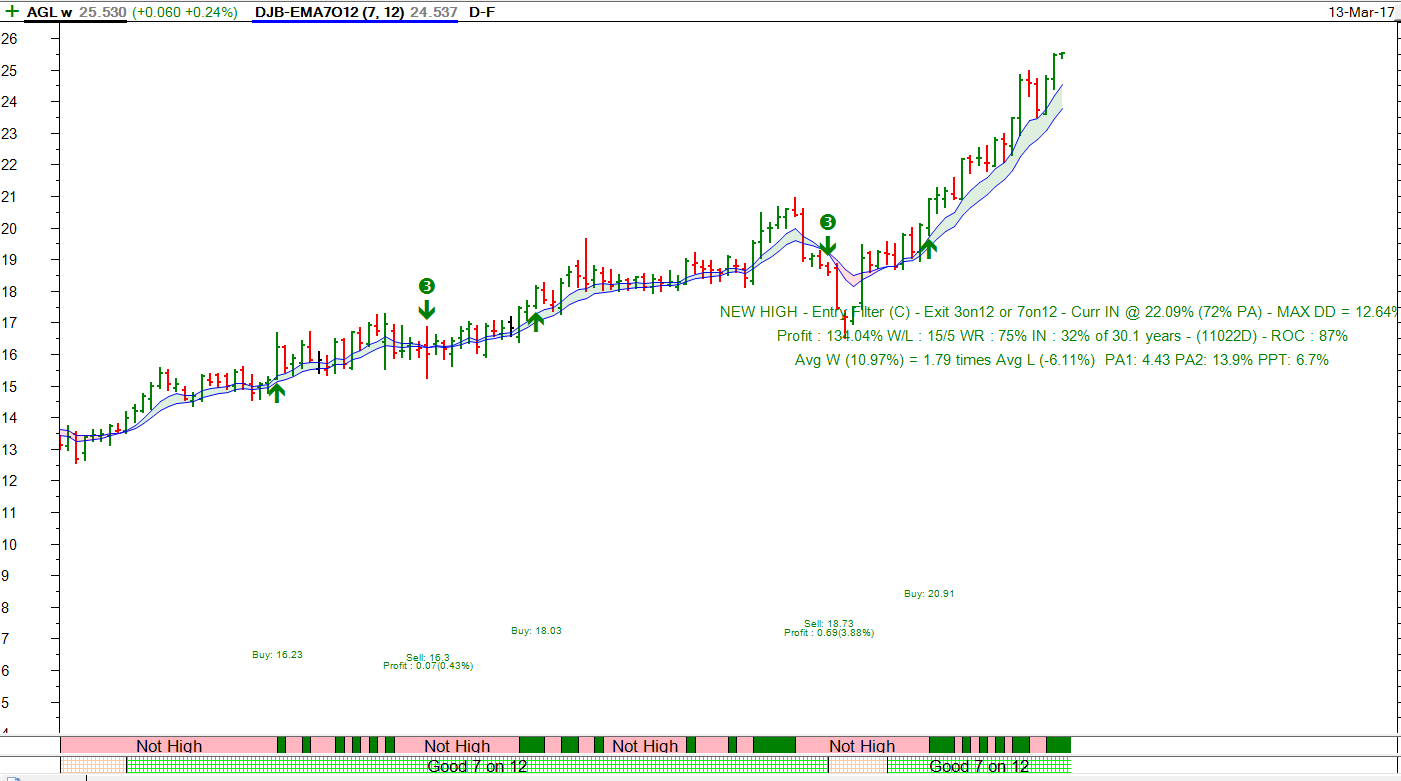 AGL w 25.530 (+0.060 +0.24%) DJB-EMA7O12 (7, 12) 24.537 D-F 13-Mar-17
26
25
24
23
22
21
20
19
18
17
16
15
14
13
12
11
10
9
8
7
6
5
4
3
3
NEW HIGH - Entry Filter (C) - Exit 3on12 or 7on12 - Curr IN @ 22.09% (72% PA) - MAX DD = 12.64%
Profit : 134.04% W/L : 15/5 WR : 75% IN : 32% of 30.1 years - (11022D) - ROC : 87%
Avg W (10.97%) = 1.79 times Avg L (-6.11%) PA1: 4.43 PA2: 13.9% PPT: 6.7%
Buy: 20.91
Sell: 18.73
Profit : 0.69(3.88%)
Buy: 18.03
Buy: 16.23
Sell: 16.3
Profit : 0.07(0.43%)
Not High Not High Not High Not High
Good 7 on 12 Good 7 on 12